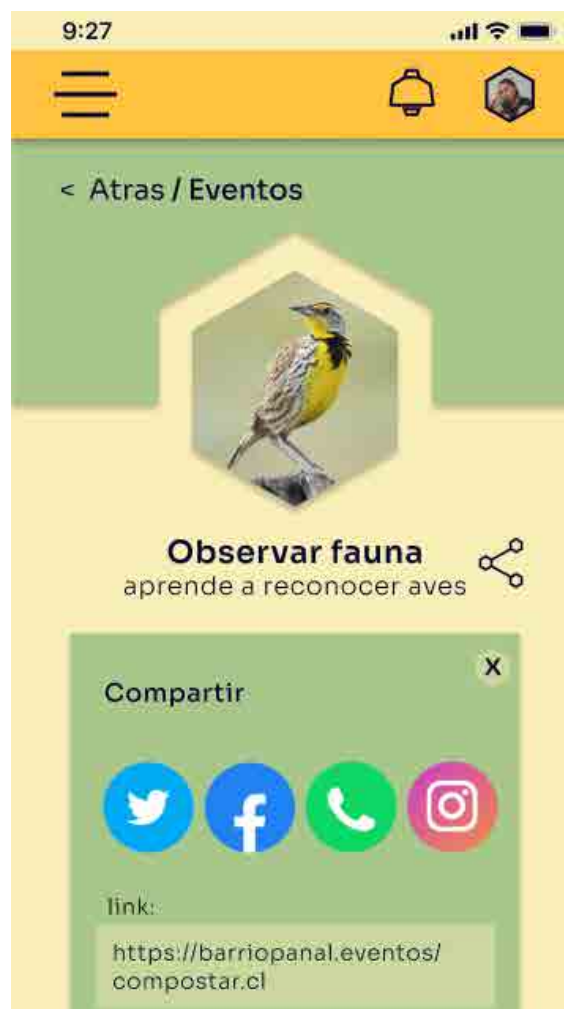 9:27
< Atras / Eventos
Observar fauna
aprende a reconocer aves
X
Compartir
link:
https://barriopanal.eventos/
compostar.cl